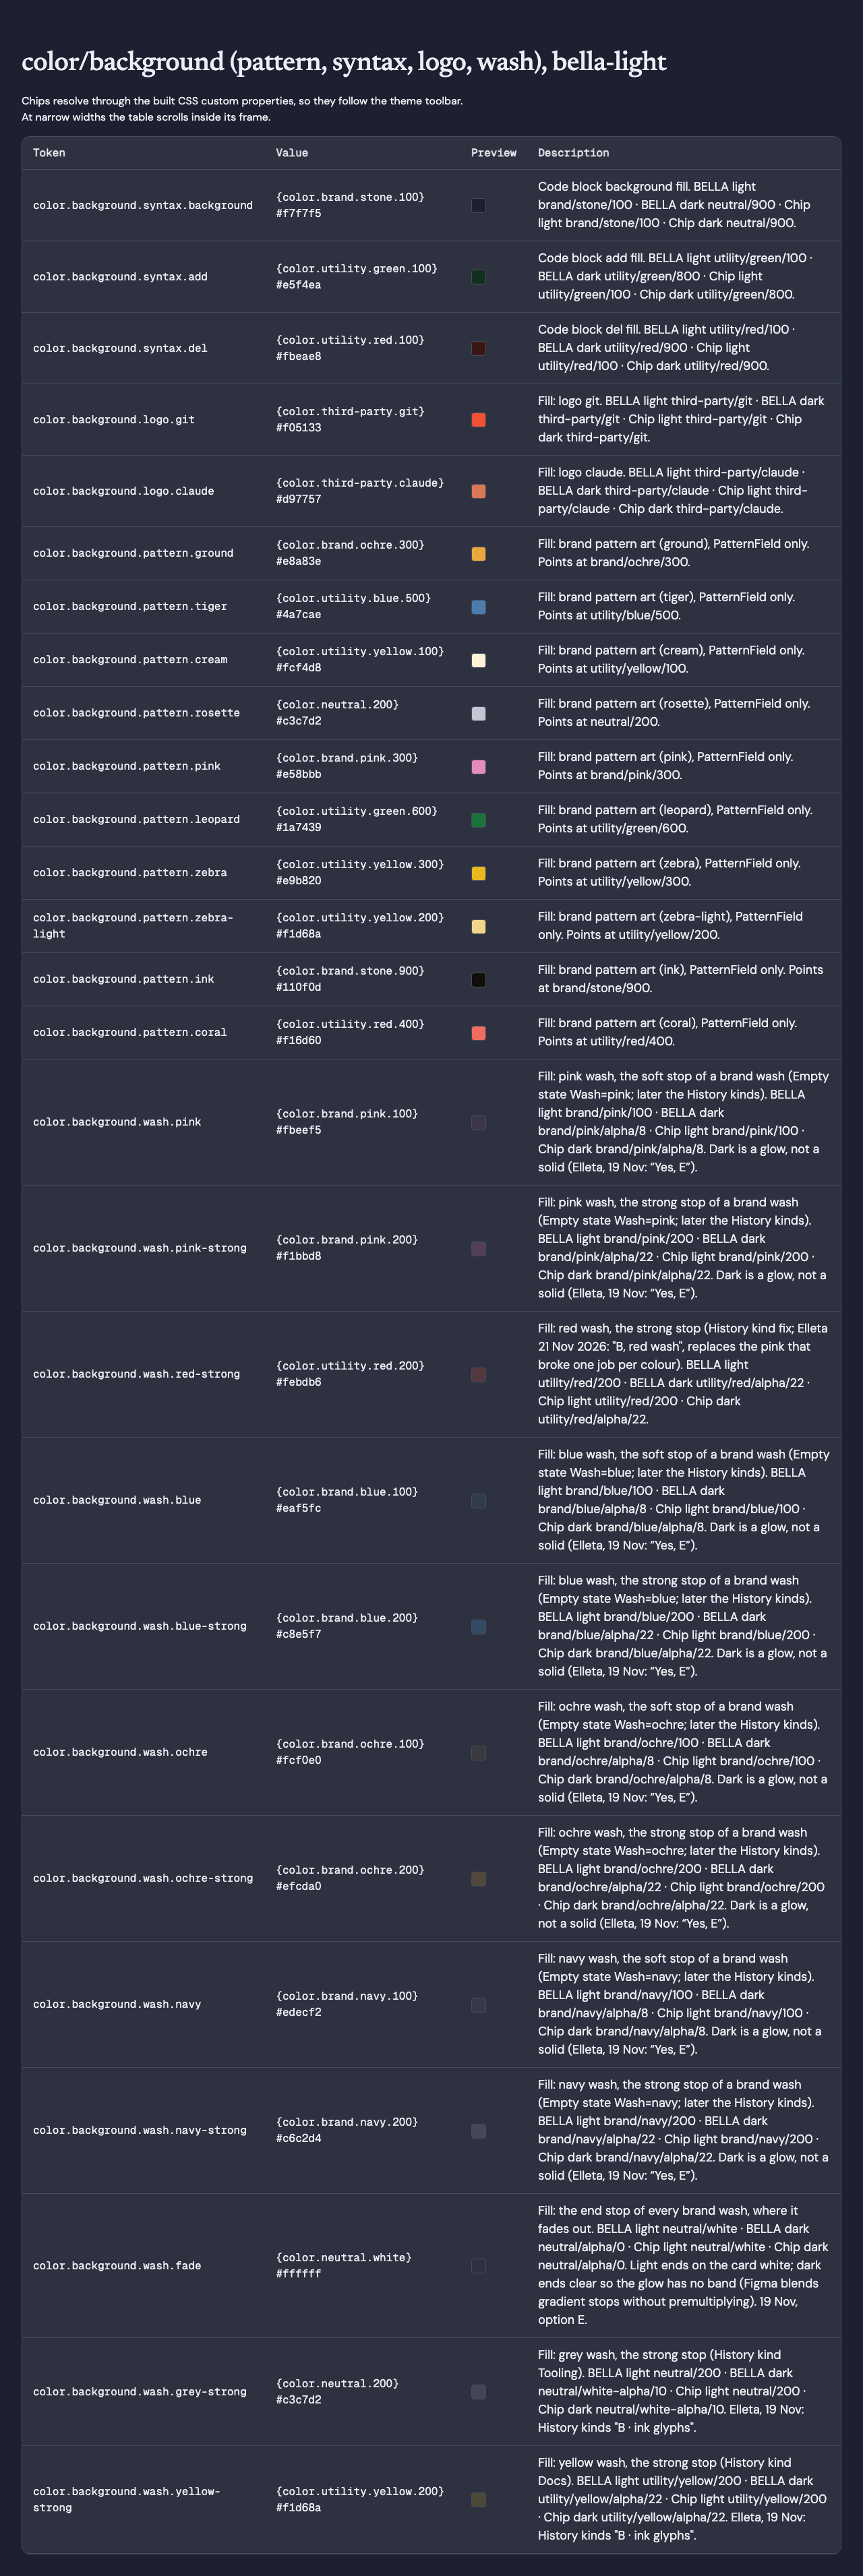 color/background (pattern, syntax, logo, wash), bella-light
Chips resolve through the built CSS custom properties, so they follow the theme toolbar.
At narrow widths the table scrolls inside its frame.
Token Value Preview Description
color.background.syntax.background
{color.brand.stone.100}
#f7f7f5
Code block background fill. BELLA light
brand/stone/100 · BELLA dark neutral/900 · Chip
light brand/stone/100 · Chip dark neutral/900.
color.background.syntax.add
{color.utility.green.100}
#e5f4ea
Code block add fill. BELLA light utility/green/100 ·
BELLA dark utility/green/800 · Chip light
utility/green/100 · Chip dark utility/green/800.
color.background.syntax.del
{color.utility.red.100}
#fbeae8
Code block del fill. BELLA light utility/red/100 ·
BELLA dark utility/red/900 · Chip light
utility/red/100 · Chip dark utility/red/900.
color.background.logo.git
{color.third-party.git}
#f05133
Fill: logo git. BELLA light third-party/git · BELLA dark
third-party/git · Chip light third-party/git · Chip
dark third-party/git.
color.background.logo.claude
{color.third-party.claude}
#d97757
Fill: logo claude. BELLA light third-party/claude ·
BELLA dark third-party/claude · Chip light third-
party/claude · Chip dark third-party/claude.
color.background.pattern.ground
{color.brand.ochre.300}
#e8a83e
Fill: brand pattern art (ground), PatternField only.
Points at brand/ochre/300.
color.background.pattern.tiger
{color.utility.blue.500}
#4a7cae
Fill: brand pattern art (tiger), PatternField only.
Points at utility/blue/500.
color.background.pattern.cream
{color.utility.yellow.100}
#fcf4d8
Fill: brand pattern art (cream), PatternField only.
Points at utility/yellow/100.
color.background.pattern.rosette
{color.neutral.200}
#c3c7d2
Fill: brand pattern art (rosette), PatternField only.
Points at neutral/200.
color.background.pattern.pink
{color.brand.pink.300}
#e58bbb
Fill: brand pattern art (pink), PatternField only.
Points at brand/pink/300.
color.background.pattern.leopard
{color.utility.green.600}
#1a7439
Fill: brand pattern art (leopard), PatternField only.
Points at utility/green/600.
color.background.pattern.zebra
{color.utility.yellow.300}
#e9b820
Fill: brand pattern art (zebra), PatternField only.
Points at utility/yellow/300.
color.background.pattern.zebra-
light
{color.utility.yellow.200}
#f1d68a
Fill: brand pattern art (zebra-light), PatternField
only. Points at utility/yellow/200.
color.background.pattern.ink
{color.brand.stone.900}
#110f0d
Fill: brand pattern art (ink), PatternField only. Points
at brand/stone/900.
color.background.pattern.coral
{color.utility.red.400}
#f16d60
Fill: brand pattern art (coral), PatternField only.
Points at utility/red/400.
color.background.wash.pink
{color.brand.pink.100}
#fbeef5
Fill: pink wash, the soft stop of a brand wash (Empty
state Wash=pink; later the History kinds). BELLA
light brand/pink/100 · BELLA dark
brand/pink/alpha/8 · Chip light brand/pink/100 ·
Chip dark brand/pink/alpha/8. Dark is a glow, not a
solid (Elleta, 19 Nov: “Yes, E”).
color.background.wash.pink-strong
{color.brand.pink.200}
#f1bbd8
Fill: pink wash, the strong stop of a brand wash
(Empty state Wash=pink; later the History kinds).
BELLA light brand/pink/200 · BELLA dark
brand/pink/alpha/22 · Chip light brand/pink/200 ·
Chip dark brand/pink/alpha/22. Dark is a glow, not a
solid (Elleta, 19 Nov: “Yes, E”).
color.background.wash.red-strong
{color.utility.red.200}
#febdb6
Fill: red wash, the strong stop (History kind fix; Elleta
21 Nov 2026: "B, red wash", replaces the pink that
broke one job per colour). BELLA light
utility/red/200 · BELLA dark utility/red/alpha/22 ·
Chip light utility/red/200 · Chip dark
utility/red/alpha/22.
color.background.wash.blue
{color.brand.blue.100}
#eaf5fc
Fill: blue wash, the soft stop of a brand wash (Empty
state Wash=blue; later the History kinds). BELLA
light brand/blue/100 · BELLA dark
brand/blue/alpha/8 · Chip light brand/blue/100 ·
Chip dark brand/blue/alpha/8. Dark is a glow, not a
solid (Elleta, 19 Nov: “Yes, E”).
color.background.wash.blue-strong
{color.brand.blue.200}
#c8e5f7
Fill: blue wash, the strong stop of a brand wash
(Empty state Wash=blue; later the History kinds).
BELLA light brand/blue/200 · BELLA dark
brand/blue/alpha/22 · Chip light brand/blue/200 ·
Chip dark brand/blue/alpha/22. Dark is a glow, not a
solid (Elleta, 19 Nov: “Yes, E”).
color.background.wash.ochre
{color.brand.ochre.100}
#fcf0e0
Fill: ochre wash, the soft stop of a brand wash
(Empty state Wash=ochre; later the History kinds).
BELLA light brand/ochre/100 · BELLA dark
brand/ochre/alpha/8 · Chip light brand/ochre/100 ·
Chip dark brand/ochre/alpha/8. Dark is a glow, not a
solid (Elleta, 19 Nov: “Yes, E”).
color.background.wash.ochre-strong
{color.brand.ochre.200}
#efcda0
Fill: ochre wash, the strong stop of a brand wash
(Empty state Wash=ochre; later the History kinds).
BELLA light brand/ochre/200 · BELLA dark
brand/ochre/alpha/22 · Chip light brand/ochre/200
· Chip dark brand/ochre/alpha/22. Dark is a glow,
not a solid (Elleta, 19 Nov: “Yes, E”).
color.background.wash.navy
{color.brand.navy.100}
#edecf2
Fill: navy wash, the soft stop of a brand wash
(Empty state Wash=navy; later the History kinds).
BELLA light brand/navy/100 · BELLA dark
brand/navy/alpha/8 · Chip light brand/navy/100 ·
Chip dark brand/navy/alpha/8. Dark is a glow, not a
solid (Elleta, 19 Nov: “Yes, E”).
color.background.wash.navy-strong
{color.brand.navy.200}
#c6c2d4
Fill: navy wash, the strong stop of a brand wash
(Empty state Wash=navy; later the History kinds).
BELLA light brand/navy/200 · BELLA dark
brand/navy/alpha/22 · Chip light brand/navy/200 ·
Chip dark brand/navy/alpha/22. Dark is a glow, not a
solid (Elleta, 19 Nov: “Yes, E”).
color.background.wash.fade
{color.neutral.white}
#ffffff
Fill: the end stop of every brand wash, where it
fades out. BELLA light neutral/white · BELLA dark
neutral/alpha/0 · Chip light neutral/white · Chip dark
neutral/alpha/0. Light ends on the card white; dark
ends clear so the glow has no band (Figma blends
gradient stops without premultiplying). 19 Nov,
option E.
color.background.wash.grey-strong
{color.neutral.200}
#c3c7d2
Fill: grey wash, the strong stop (History kind
Tooling). BELLA light neutral/200 · BELLA dark
neutral/white-alpha/10 · Chip light neutral/200 ·
Chip dark neutral/white-alpha/10. Elleta, 19 Nov:
History kinds "B · ink glyphs".
color.background.wash.yellow-
strong
{color.utility.yellow.200}
#f1d68a
Fill: yellow wash, the strong stop (History kind
Docs). BELLA light utility/yellow/200 · BELLA dark
utility/yellow/alpha/22 · Chip light utility/yellow/200
· Chip dark utility/yellow/alpha/22. Elleta, 19 Nov:
History kinds "B · ink glyphs".